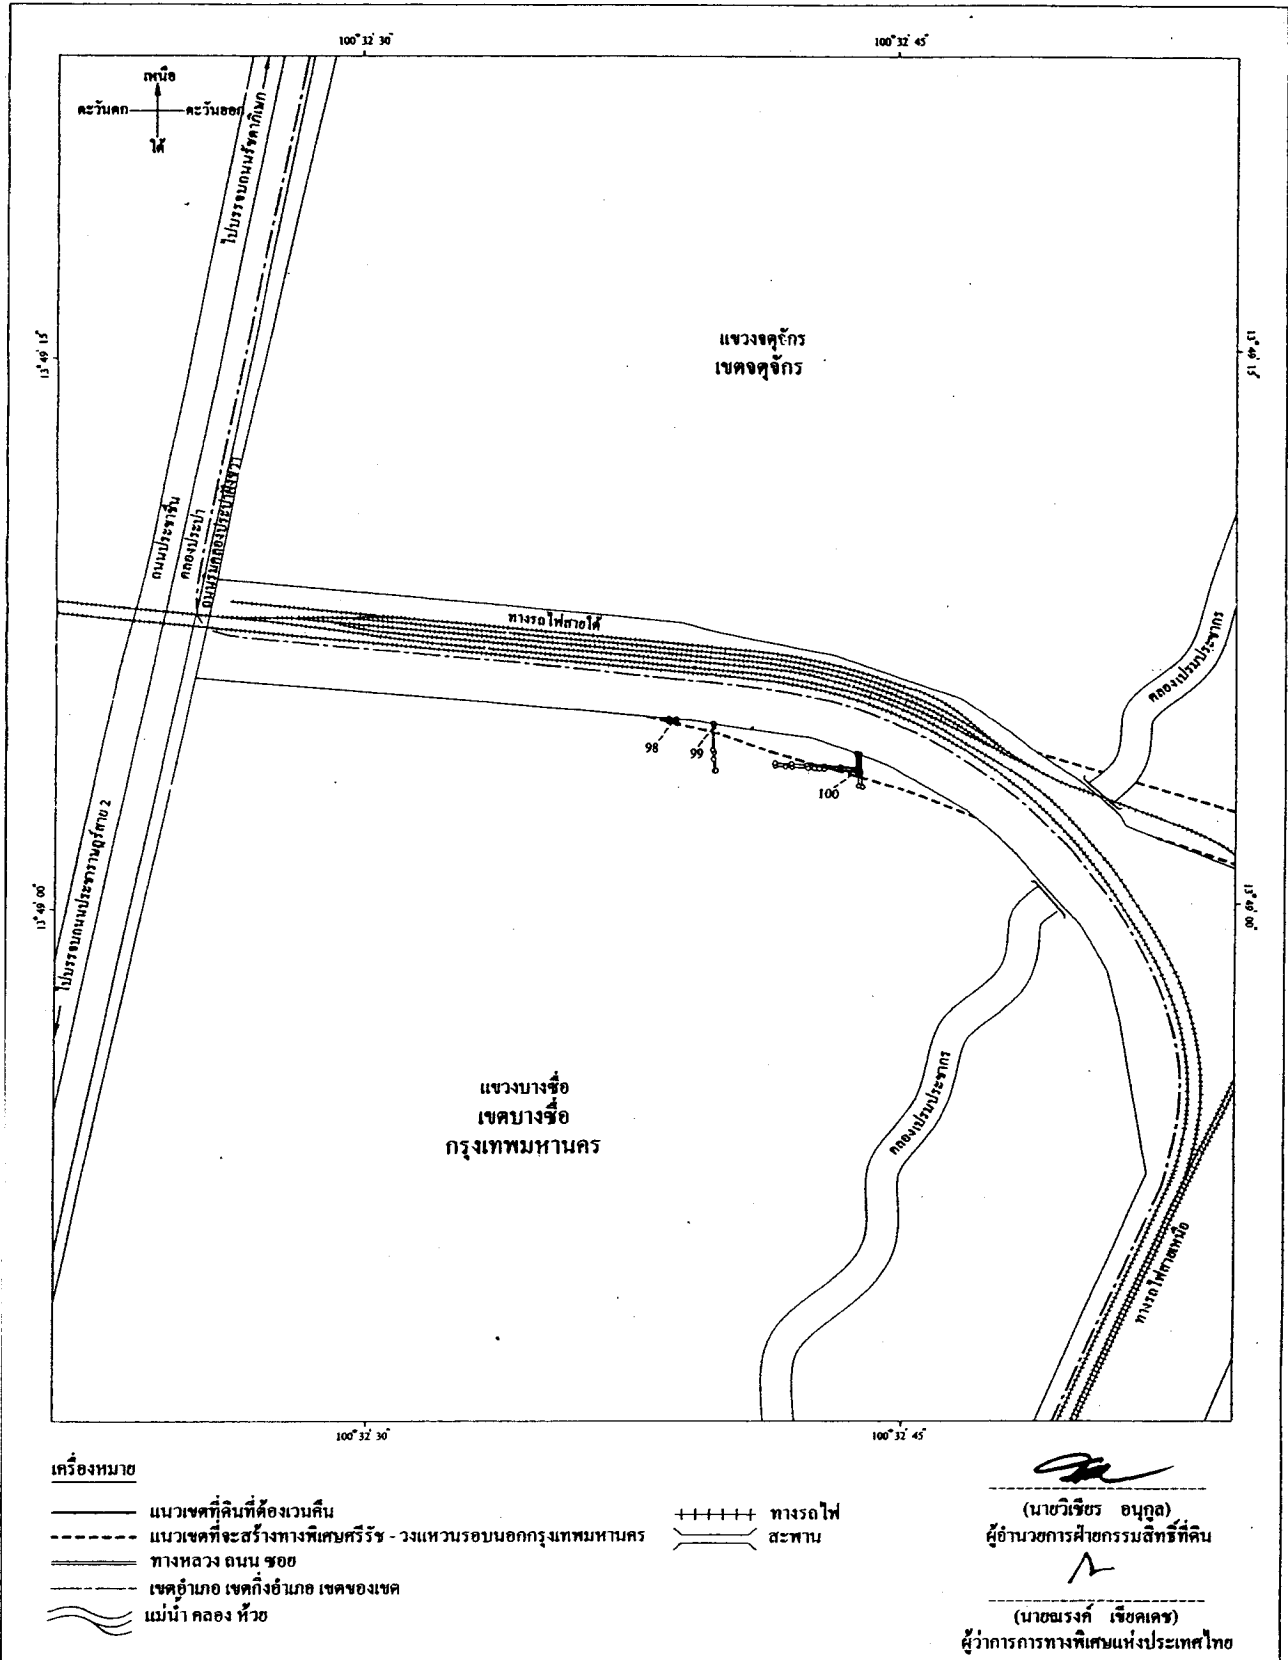 100° 32' 30"
100° 32' 45"
เหนือ
ตะวันตก
ตะวันออก
ใต้
ไปบรรจบถนนรัชดาภิเษก
13° 49' 15"
13° 49' 15"
แขวงจตุจักร
เขตจตุจักร
ถนนประชาชื่น
คลองประปา
ถนนริมคลองประปาฝั่งขวา
ทางรถไฟสายใต้
คลองเปรมประชากร
98
99
100
ไปบรรจบถนนประชาราษฎร์สาย 2
13° 49' 00"
13° 49' 00"
แขวงบางซื่อ
เขตบางซื่อ
กรุงเทพมหานคร
คลองเปรมประชากร
ทางรถไฟสายเหนือ
100° 32' 30"
100° 32' 45"
เครื่องหมาย
แนวเขตที่ดินที่ต้องเวนคืน
แนวเขตที่จะสร้างทางพิเศษศรีรัช - วงแหวนรอบนอกกรุงเทพมหานคร
ทางหลวง ถนน ซอย
เขตอำเภอ เขตกิ่งอำเภอ เขตของเขต
แม่น้ำ คลอง ห้วย
ทางรถไฟ
สะพาน
(นายวิเชียร อนุกูล)
ผู้อำนวยการฝ่ายกรรมสิทธิ์ที่ดิน
(นายณรงค์ เขียดเดช)
ผู้ว่าการการทางพิเศษแห่งประเทศไทย